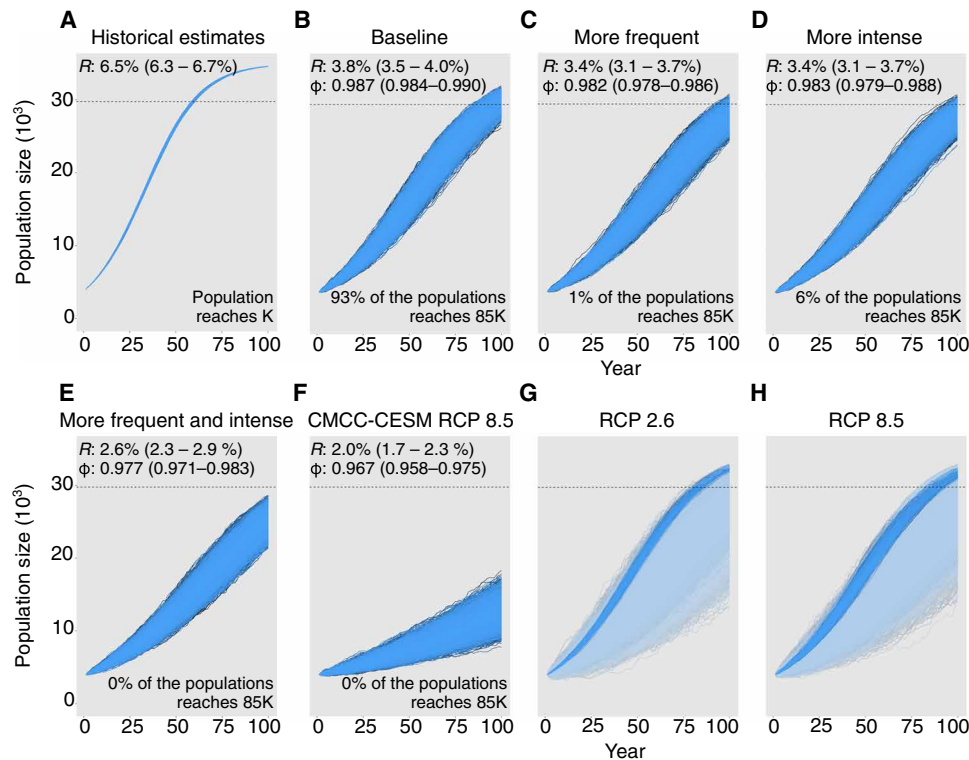 A
Historical estimates
R: 6.5% (6.3 – 6.7%)
Population
reaches K
B
Baseline
R: 3.8% (3.5 – 4.0%)
ϕ: 0.987 (0.984–0.990)
93% of the populations
reaches 85K
C
More frequent
R: 3.4% (3.1 – 3.7%)
ϕ: 0.982 (0.978–0.986)
1% of the populations
reaches 85K
D
More intense
R: 3.4% (3.1 – 3.7%)
ϕ: 0.983 (0.979–0.988)
6% of the populations
reaches 85K
Population size (10³)
30
20
10
0
0 25 50 75 100
0 25 50 75 100
0 25 50 75 100
0 25 50 75 100
Year
E
More frequent and intense
R: 2.6% (2.3 – 2.9 %)
ϕ: 0.977 (0.971–0.983)
0% of the populations
reaches 85K
F
CMCC-CESM RCP 8.5
R: 2.0% (1.7 – 2.3 %)
ϕ: 0.967 (0.958–0.975)
0% of the populations
reaches 85K
G
RCP 2.6
H
RCP 8.5
Population size (10³)
30
20
10
0
0 25 50 75 100
0 25 50 75 100
0 25 50 75 100
0 25 50 75 100
Year